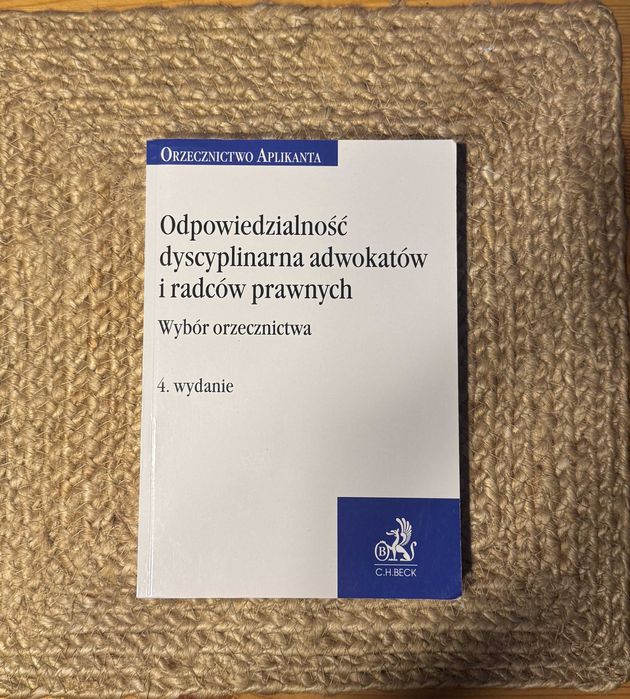 Orzecznictwo Aplikanta
Odpowiedzialność
dyscyplinarna adwokatów
i radców prawnych
Wybór orzecznictwa
4. wydanie
B
C.H.BECK